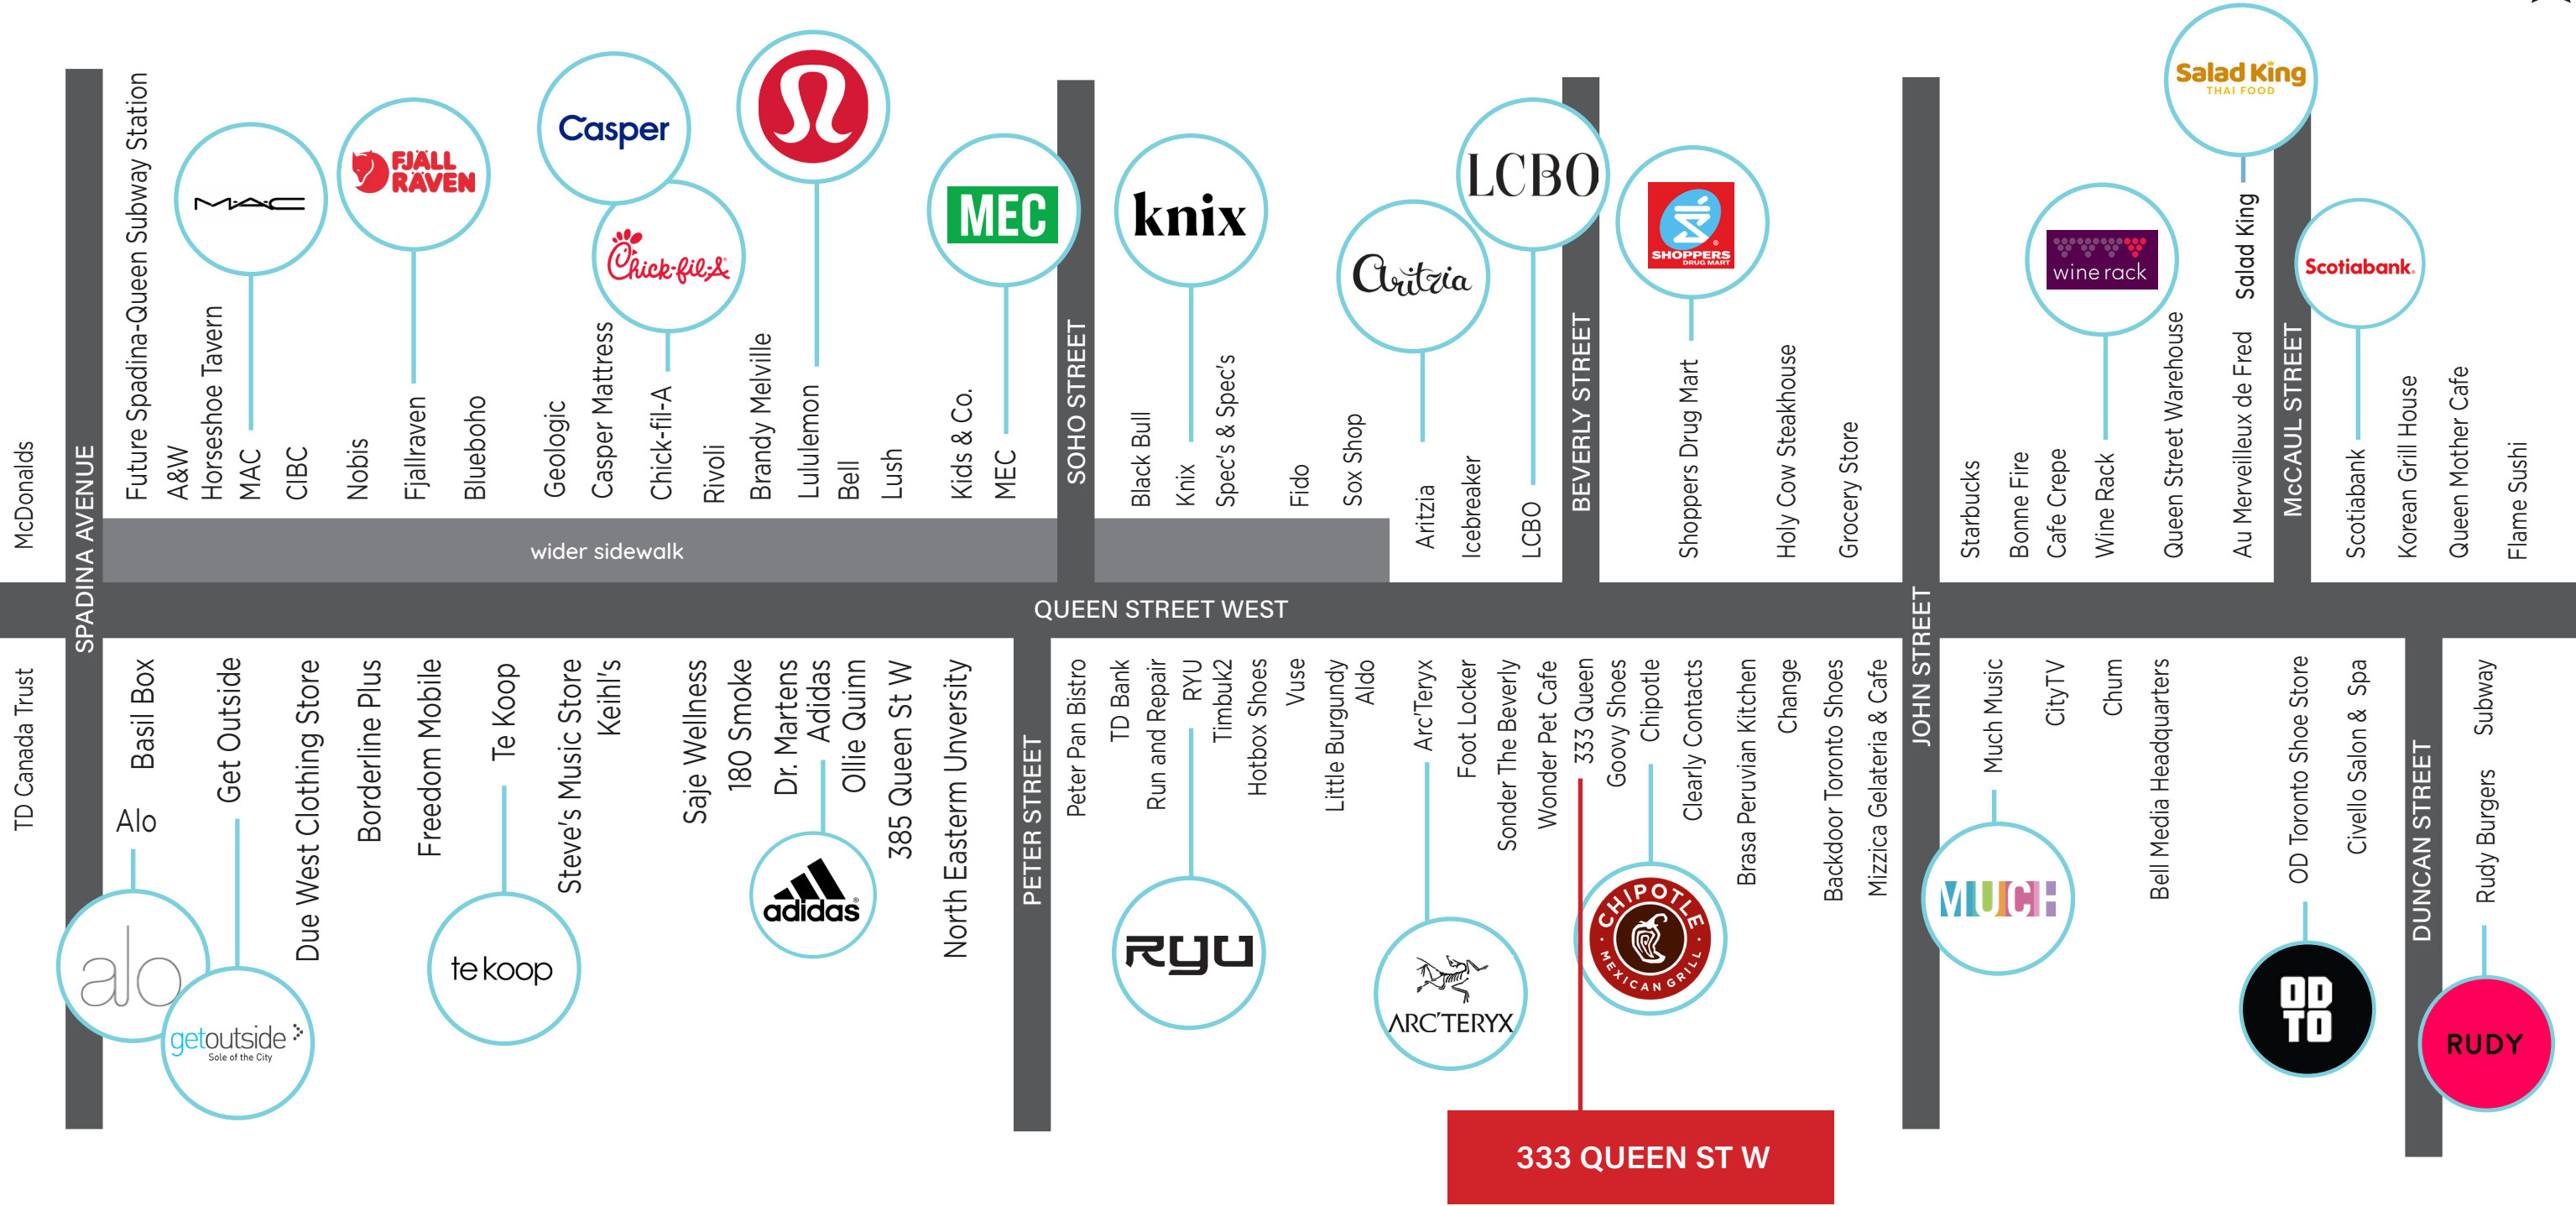 McDonalds
SPADINA AVENUE
Future Spadina-Queen Subway Station
A&W
Horseshoe Tavern
MAC
MAC
CIBC
Nobis
FJÄLL
RÄVEN
Fjallraven
Blueboho
Geologic
Casper
Casper Mattress
Chick-fil-A
Chick-fil-A
Rivoli
Brandy Melville
Lululemon
Bell
Lush
Kids & Co.
MEC
MEC
SOHO STREET
Black Bull
knix
Knix
Spec's & Spec's
Fido
Sox Shop
Aritzia
Aritzia
Icebreaker
LCBO
LCBO
BEVERLY STREET
SHOPPERS
DRUG MART
Shoppers Drug Mart
Holy Cow Steakhouse
Grocery Store
Starbucks
Bonne Fire
Cafe Crepe
wine rack
Wine Rack
Queen Street Warehouse
Salad King
THAI FOOD
Salad King
Au Merveilleux de Fred
McCAUL STREET
Scotiabank
Scotiabank
Korean Grill House
Queen Mother Cafe
Flame Sushi
wider sidewalk
QUEEN STREET WEST
TD Canada Trust
Basil Box
Alo
alo
Get Outside
getoutside
Sole of the City
Due West Clothing Store
Borderline Plus
Freedom Mobile
Te Koop
te koop
Steve's Music Store
Keihl's
Saje Wellness
180 Smoke
Dr. Martens
Adidas
adidas
Ollie Quinn
385 Queen St W
North Eastern Unversity
PETER STREET
Peter Pan Bistro
TD Bank
Run and Repair
RYU
RYU
Timbuk2
Hotbox Shoes
Vuse
Little Burgundy
Aldo
Arc'Teryx
ARC'TERYX
Foot Locker
Sonder The Beverly
Wonder Pet Cafe
333 Queen
333 QUEEN ST W
Goovy Shoes
Chipotle
CHIPOTLE
MEXICAN GRILL
Clearly Contacts
Brasa Peruvian Kitchen
Change
Backdoor Toronto Shoes
Mizzica Gelateria & Cafe
JOHN STREET
Much Music
MUCH
CityTV
Chum
Bell Media Headquarters
OD Toronto Shoe Store
OD
TO
Civello Salon & Spa
DUNCAN STREET
Subway
Rudy Burgers
RUDY